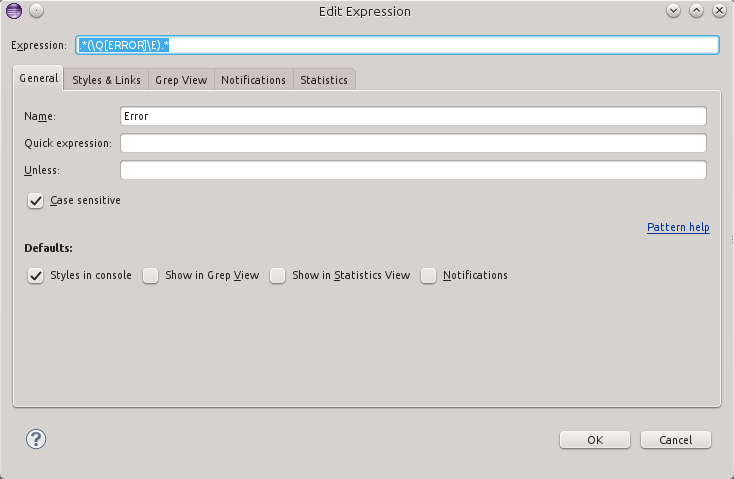 Edit Expression
Expression: .*(\Q[ERROR]\E).*
General Styles & Links Grep View Notifications Statistics
Name: Error
Quick expression:
Unless:
Case sensitive
Pattern help
Defaults:
Styles in console Show in Grep View Show in Statistics View Notifications
? OK Cancel